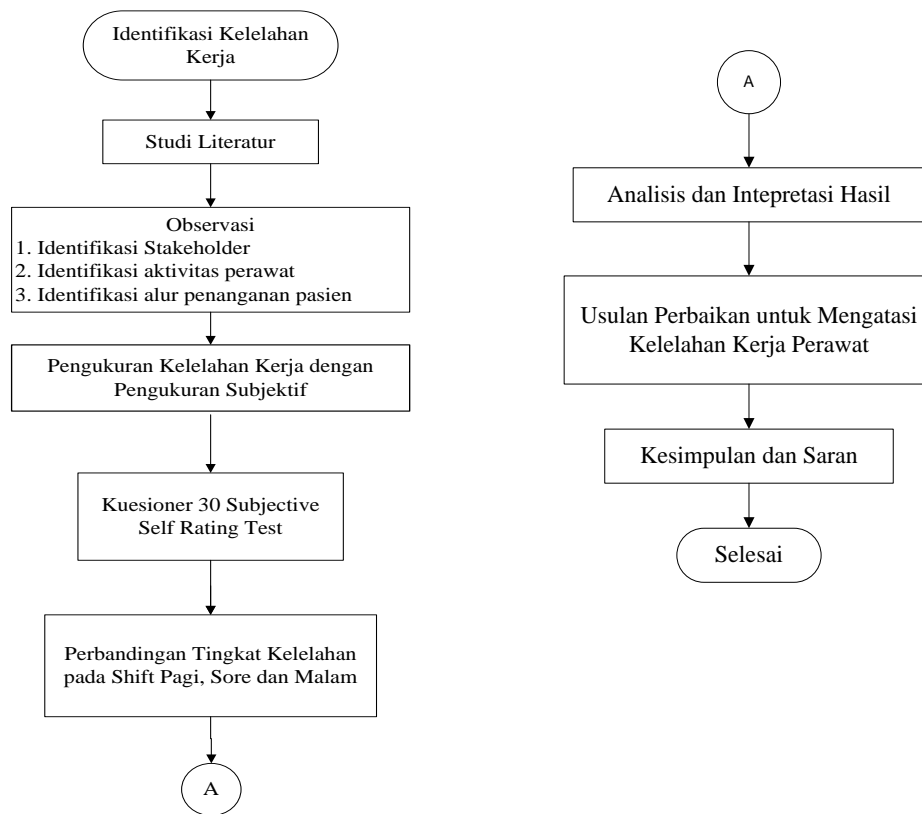 Identifikasi Kelelahan
Kerja
Studi Literatur
Observasi
1. Identifikasi Stakeholder
2. Identifikasi aktivitas perawat
3. Identifikasi alur penanganan pasien
Pengukuran Kelelahan Kerja dengan
Pengukuran Subjektif
Kuesioner 30 Subjective
Self Rating Test
Perbandingan Tingkat Kelelahan
pada Shift Pagi, Sore dan Malam
A
A
Analisis dan Intepretasi Hasil
Usulan Perbaikan untuk Mengatasi
Kelelahan Kerja Perawat
Kesimpulan dan Saran
Selesai